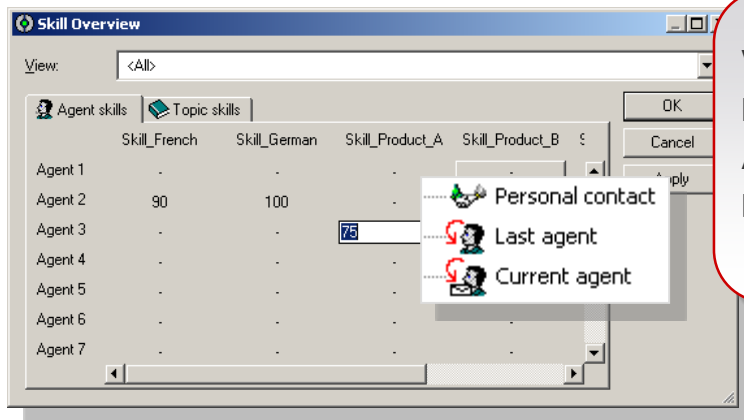 Skill Overview
View: <All>
Agent skills Topic skills OK
Skill_French Skill_German Skill_Product_A Skill_Product_B Cancel
Agent 1 - - -
Agent 2 90 100 -
Agent 3 - - 75
Agent 4 - - -
Agent 5 - - - -
Agent 6 - - - -
Agent 7 - - - -
Personal contact
Last agent
Current agent